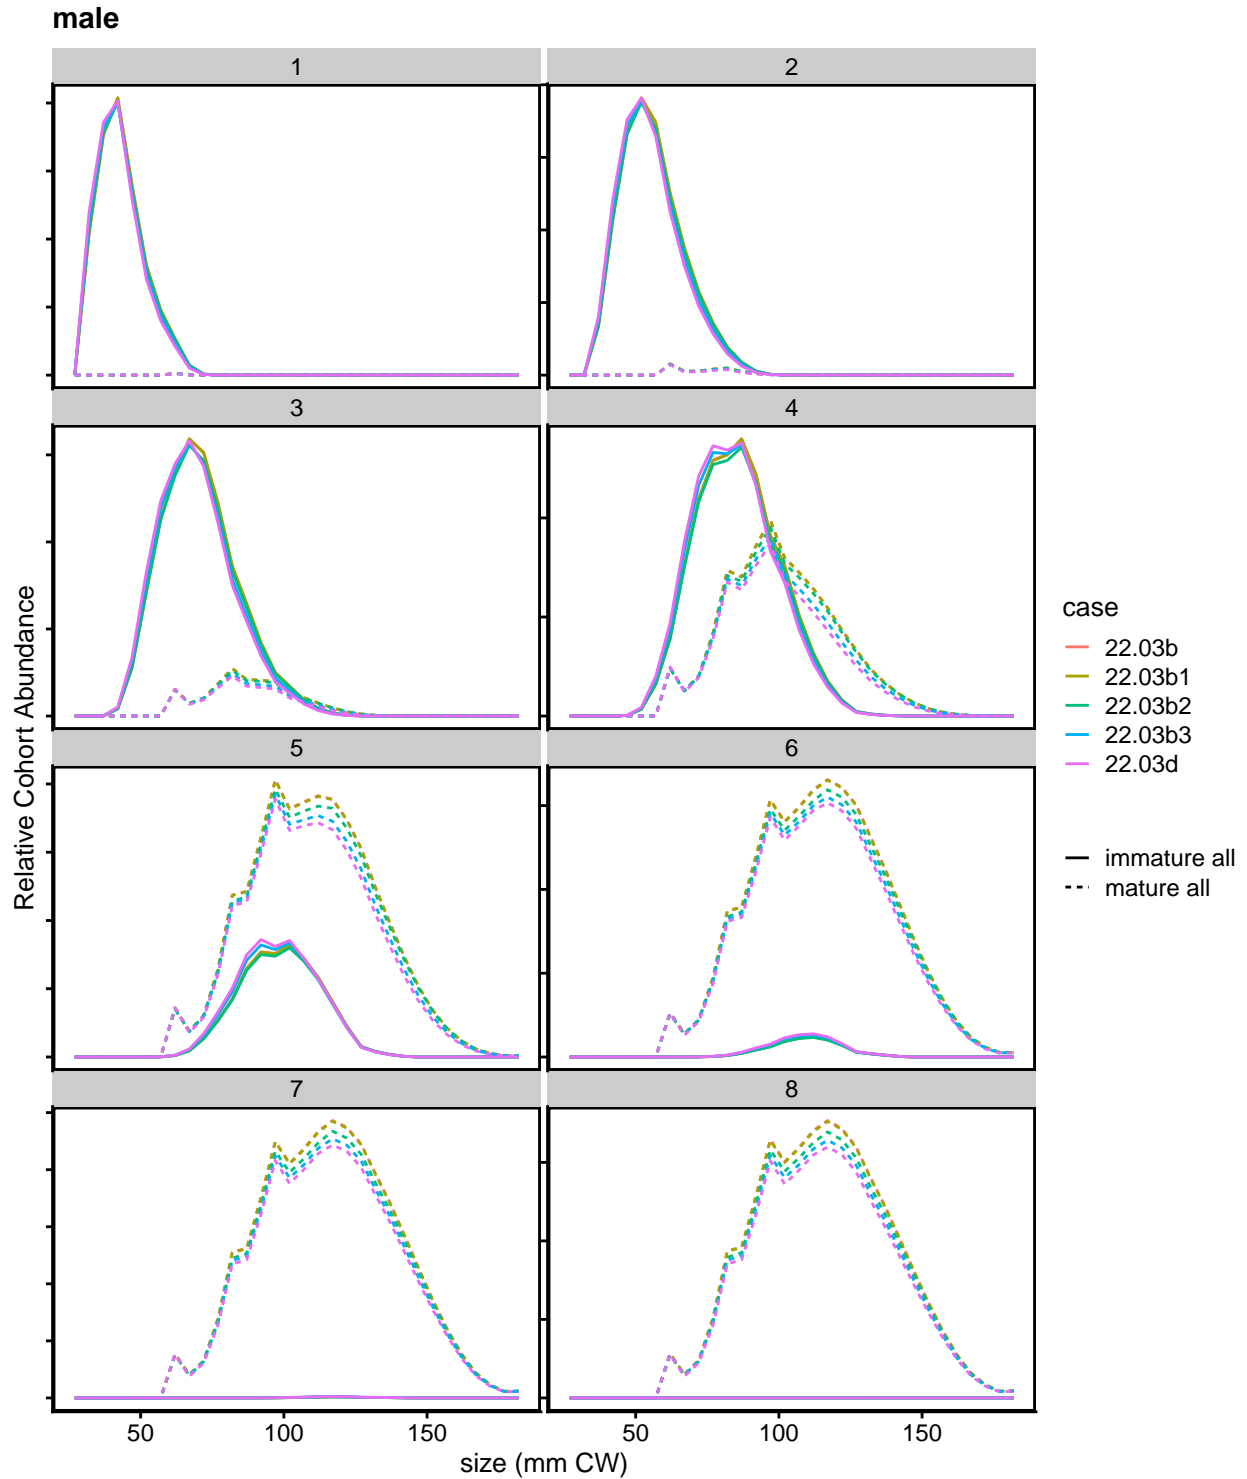 male
1
2
3
4
5
6
7
8
50
100
150
50
100
150
size (mm CW)
Relative Cohort Abundance
case
22.03b
22.03b1
22.03b2
22.03b3
22.03d
immature all
mature all